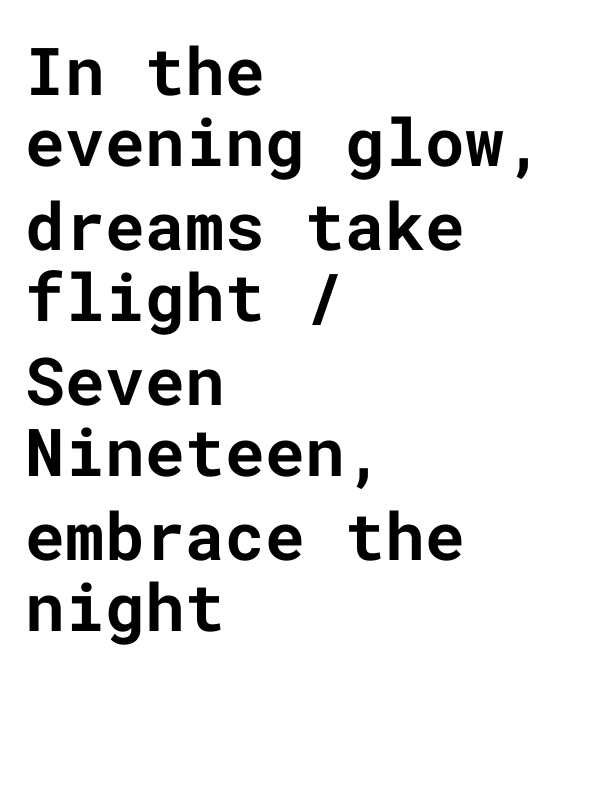 In the
evening glow,
dreams take
flight /
Seven
Nineteen,
embrace the
night